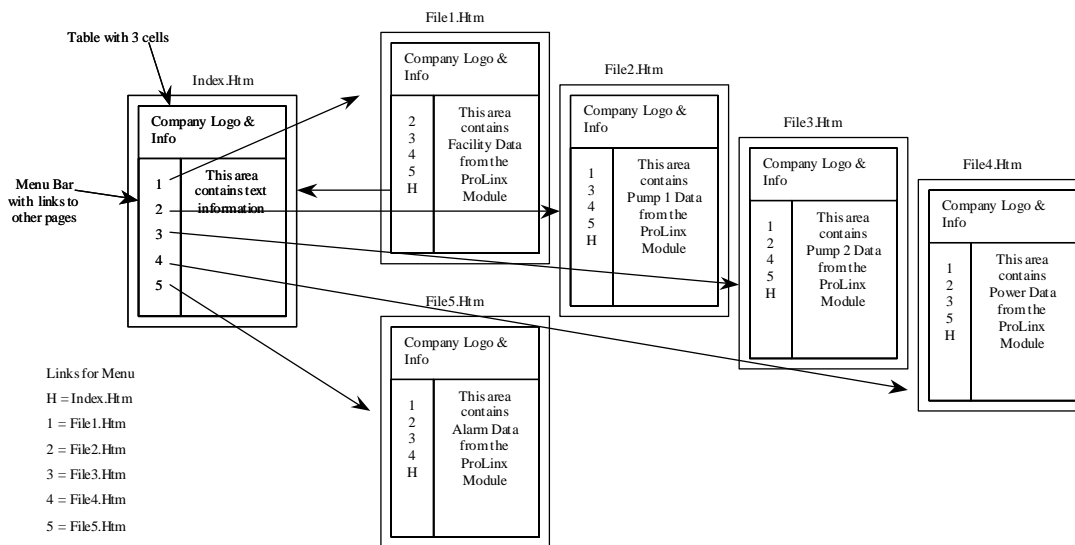 Table with 3 cells
Index.Htm
Company Logo &
Info
1
2
3
4
5
This area
contains text
information
Menu Bar
with links to
other pages
File1.Htm
Company Logo &
Info
2
3
4
5
H
This area
contains
Facility Data
from the
ProLinx
Module
File2.Htm
Company Logo &
Info
1
3
4
5
H
This area
contains
Pump 1 Data
from the
ProLinx
Module
File3.Htm
Company Logo &
Info
1
2
4
5
H
This area
contains
Pump 2 Data
from the
ProLinx
Module
File4.Htm
Company Logo &
Info
1
2
3
5
H
This area
contains
Power Data
from the
ProLinx
Module
File5.Htm
Company Logo &
Info
1
2
3
4
H
This area
contains
Alarm Data
from the
ProLinx
Module
Links for Menu
H = Index.Htm
1 = File1.Htm
2 = File2.Htm
3 = File3.Htm
4 = File4.Htm
5 = File5.Htm